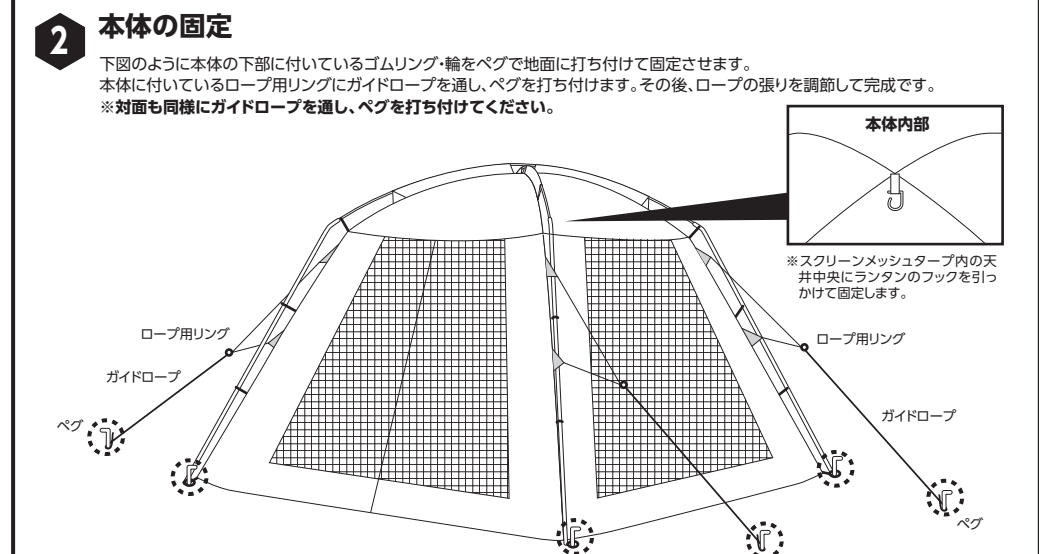 2
本体の固定
下図のように本体の下部に付いているゴムリング・輪をペグで地面に打ち付けて固定させます。
本体に付いているロープ用リングにガイドロープを通し、ペグを打ち付けます。その後、ロープの張りを調節して完成です。
※対面も同様にガイドロープを通し、ペグを打ち付けてください。
本体内部
※スクリーンメッシュタープ内の天
井中央にランタンのフックを引っ
かけて固定します。
ロープ用リング
ガイドロープ
ペグ
ロープ用リング
ガイドロープ
ペグ